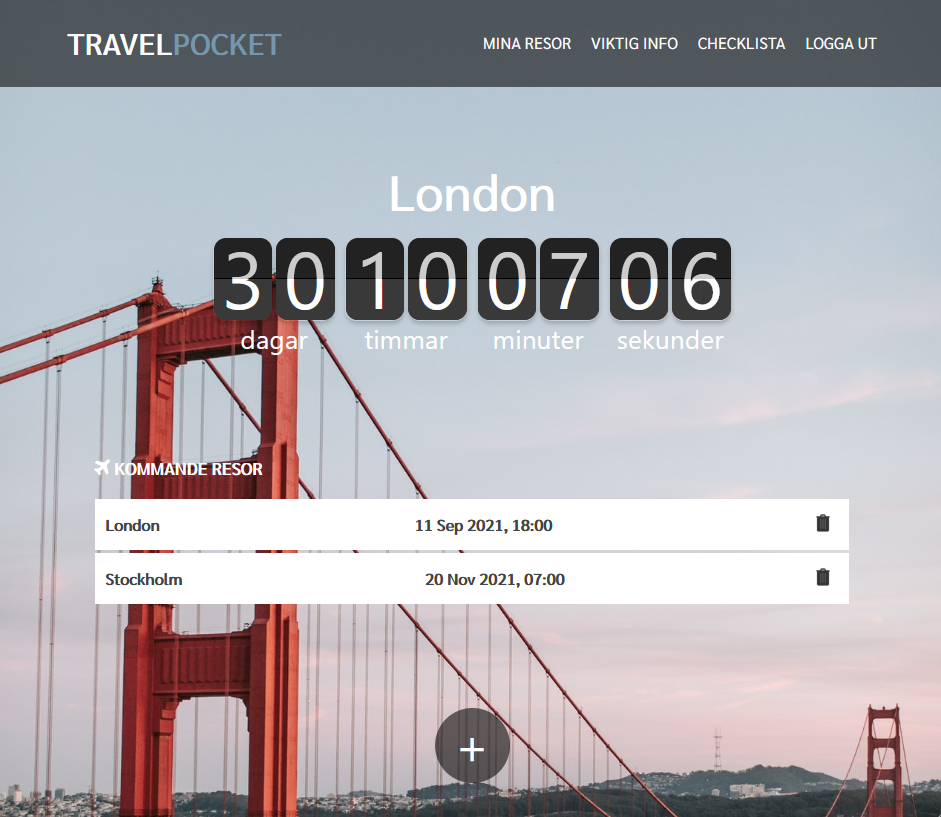 TRAVELPOCKET MINA RESOR VIKTIG INFO CHECKLISTA LOGGA UT
London
30 10 07 06
dagar timmar minuter sekunder
KOMMANDE RESOR
London 11 Sep 2021, 18:00
Stockholm 20 Nov 2021, 07:00
+